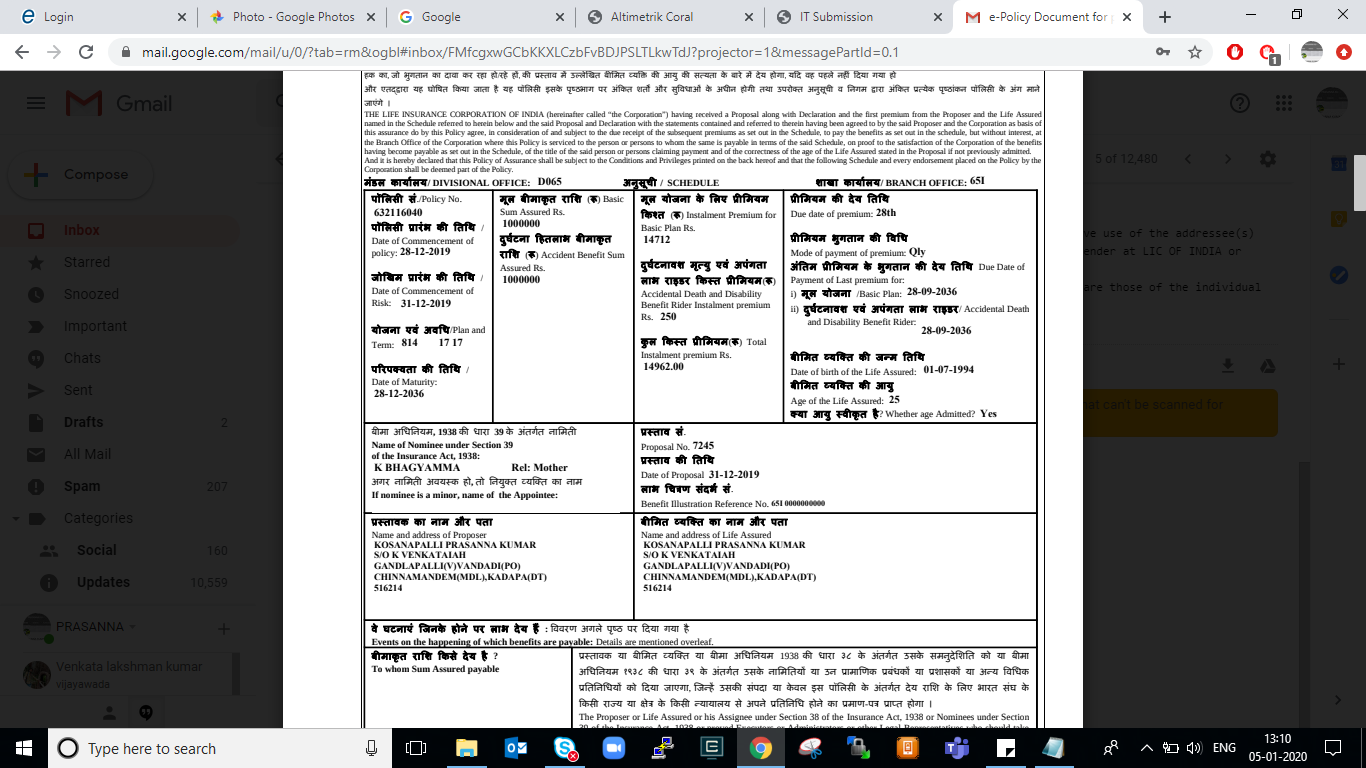 Login
Photo - Google Photos
Google
Altimetrik Coral
IT Submission
e-Policy Document for
mail.google.com/mail/u/0/?tab=rm&ogbl#inbox/FMfcgxwGCbKKXLCzbFvBDJPSLTLkwTdJ?projector=1&messagePartId=0.1
1
Gmail
Compose
Inbox
Starred
Snoozed
Important
Chats
Sent
Drafts 2
All Mail
Spam 207
Categories
Social 160
Updates 10,559
PRASANNA
Venkata lakshman kumar
vijayawada
5 of 12,480
ve use of the addressee(s)
ender at LIC OF INDIA or
are those of the individual
hat can't be scanned for
हक का, जो भुगतान का दावा कर रहा हो/रहे हों, की प्रस्ताव में उल्लेखित बीमित व्यक्ति की आयु की सत्यता के बारे में देय होगा, यदि वह पहले नहीं दिया गया हो
और एतद्द्वारा यह घोषित किया जाता है यह पॉलिसी इसके पृष्ठभाग पर अंकित शर्तों और सुविधाओं के अधीन होगी तथा उपरोक्त अनुसूची व निगम द्वारा अंकित प्रत्येक पृष्ठांकन पॉलिसी के अंग माने
जाएंगे ।
THE LIFE INSURANCE CORPORATION OF INDIA (hereinafter called "the Corporation") having received a Proposal along with Declaration and the first premium from the Proposer and the Life Assured
named in the Schedule referred to herein below and the said Proposal and Declaration with the statements contained and referred to therein having been agreed to by the said Proposer and the Corporation as basis of
this assurance do by this Policy agree, in consideration of and subject to the due receipt of the subsequent premiums as set out in the Schedule, to pay the benefits as set out in the schedule, but without interest, at
the Branch Office of the Corporation where this Policy is serviced to the person or persons to whom the same is payable in terms of the said Schedule, on proof to the satisfaction of the Corporation of the benefits
having become payable as set out in the Schedule, of the title of the said person or persons claiming payment and of the correctness of the age of the Life Assured stated in the Proposal if not previously admitted.
And it is hereby declared that this Policy of Assurance shall be subject to the Conditions and Privileges printed on the back hereof and that the following Schedule and every endorsement placed on the Policy by the
Corporation shall be deemed part of the Policy.
मंडल कार्यालय/ DIVISIONAL OFFICE: D065 अनुसूची / SCHEDULE शाखा कार्यालय/ BRANCH OFFICE: 65I
पॉलिसी सं./Policy No.
632116040
पॉलिसी प्रारंभ की तिथि /
Date of Commencement of
policy: 28-12-2019
जोखिम प्रारंभ की तिथि /
Date of Commencement of
Risk: 31-12-2019
योजना एवं अवधि/Plan and
Term: 814 17 17
परिपक्वता की तिथि /
Date of Maturity:
28-12-2036
मूल बीमाकृत राशि (रू) Basic
Sum Assured Rs.
1000000
दुर्घटना हितलाभ बीमाकृत
राशि (रू) Accident Benefit Sum
Assured Rs.
1000000
मूल योजना के लिए प्रीमियम
किश्त (रू) Instalment Premium for
Basic Plan Rs.
14712
दुर्घटनावश मृत्यु एवं अपंगता
लाभ राइडर किस्त प्रीमियम(रू)
Accidental Death and Disability
Benefit Rider Instalment premium
Rs. 250
कुल किस्त प्रीमियम(रू) Total
Instalment premium Rs.
14962.00
प्रीमियम की देय तिथि
Due date of premium: 28th
प्रीमियम भुगतान की विधि
Mode of payment of premium: Qly
अंतिम प्रीमियम के भुगतान की देय तिथि Due Date of
Payment of Last premium for:
i) मूल योजना /Basic Plan: 28-09-2036
ii) दुर्घटनावश एवं अपंगता लाभ राइडर/ Accidental Death
and Disability Benefit Rider:
28-09-2036
बीमित व्यक्ति की जन्म तिथि
Date of birth of the Life Assured: 01-07-1994
बीमित व्यक्ति की आयु
Age of the Life Assured: 25
क्या आयु स्वीकृत है? Whether age Admitted? Yes
बीमा अधिनियम, 1938 की धारा 39 के अंतर्गत नामिती
Name of Nominee under Section 39
of the Insurance Act, 1938:
K BHAGYAMMA Rel: Mother
अगर नामिती अवयस्क हो, तो नियुक्त व्यक्ति का नाम
If nominee is a minor, name of the Appointee:
प्रस्ताव सं.
Proposal No. 7245
प्रस्ताव की तिथि
Date of Proposal 31-12-2019
लाभ चित्रण संदर्भ सं.
Benefit Illustration Reference No. 65I 0000000000
प्रस्तावक का नाम और पता
Name and address of Proposer
KOSANAPALLI PRASANNA KUMAR
S/O K VENKATAIAH
GANDLAPALLI(V)VANDADI(PO)
CHINNAMANDEM(MDL),KADAPA(DT)
516214
बीमित व्यक्ति का नाम और पता
Name and address of Life Assured
KOSANAPALLI PRASANNA KUMAR
S/O K VENKATAIAH
GANDLAPALLI(V)VANDADI(PO)
CHINNAMANDEM(MDL),KADAPA(DT)
516214
वे घटनाएं जिनके होने पर लाभ देय हैं : विवरण अगले पृष्ठ पर दिया गया है
Events on the happening of which benefits are payable: Details are mentioned overleaf.
बीमाकृत राशि किसे देय है ?
To whom Sum Assured payable
प्रस्तावक या बीमित व्यक्ति या बीमा अधिनियम 1938 की धारा ३८ के अंतर्गत उसके समनुदेशिति को या बीमा
अधिनियम १९३८ की धारा ३९ के अंतर्गत उसके नामितियों या उन प्रामाणिक प्रबंधकों या प्रशासकों या अन्य विधिक
प्रतिनिधियों को दिया जाएगा, जिन्हें उसकी संपदा या केवल इस पॉलिसी के अंतर्गत देय राशि के लिए भारत संघ के
किसी राज्य या क्षेत्र के किसी न्यायालय से अपने प्रतिनिधि होने का प्रमाण-पत्र प्राप्त होगा ।
The Proposer or Life Assured or his Assignee under Section 38 of the Insurance Act, 1938 or Nominees under Section
Type here to search
ENG
13:10
05-01-2020